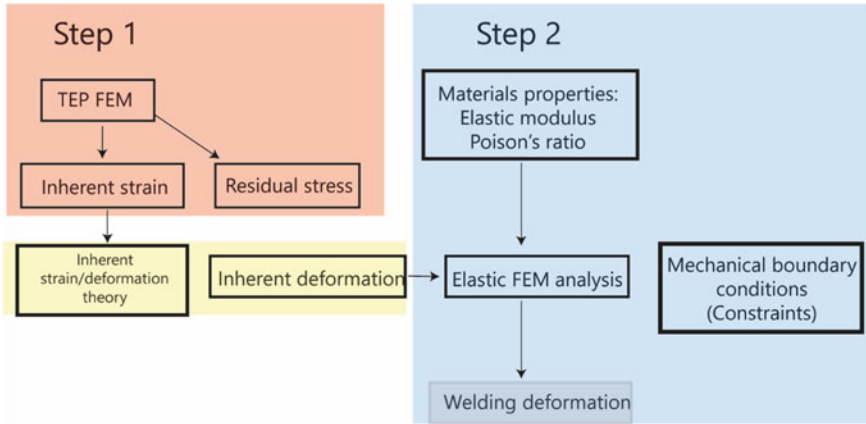 Step 1
TEP FEM
Inherent strain
Residual stress
Inherent
strain/deformation
theory
Inherent deformation
Step 2
Materials properties:
Elastic modulus
Poison's ratio
Elastic FEM analysis
Mechanical boundary
conditions
(Constraints)
Welding deformation